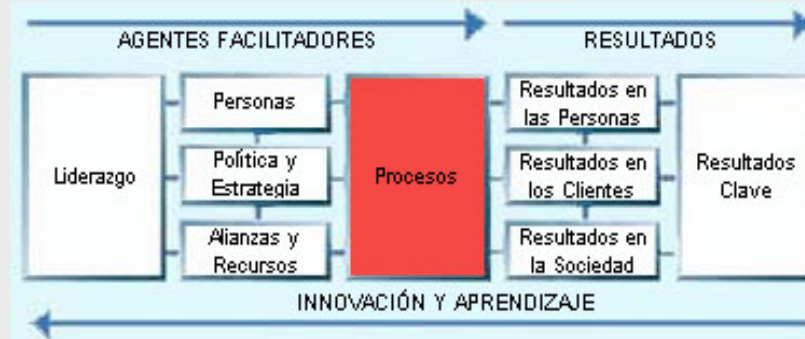 AGENTES FACILITADORES
RESULTADOS
Liderazgo
Personas
Política y
Estrategia
Alianzas y
Recursos
Procesos
Resultados en
las Personas
Resultados en
los Clientes
Resultados en
la Sociedad
Resultados
Clave
INNOVACIÓN Y APRENDIZAJE